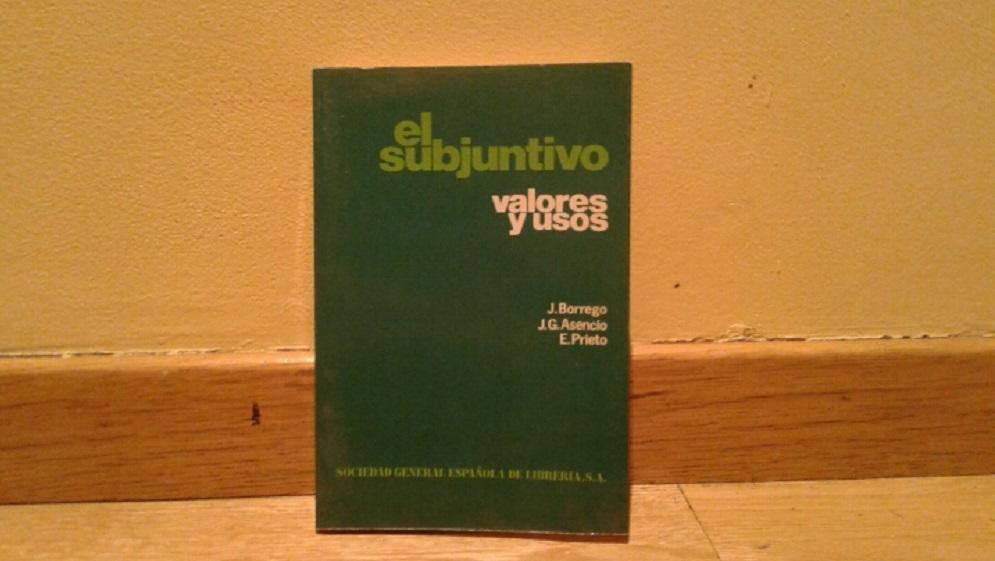 el
subjuntivo
valores
y usos
J. Borrego
J. G. Asencio
E. Prieto
SOCIEDAD GENERAL ESPAÑOLA DE LIBRERIA, S.A.